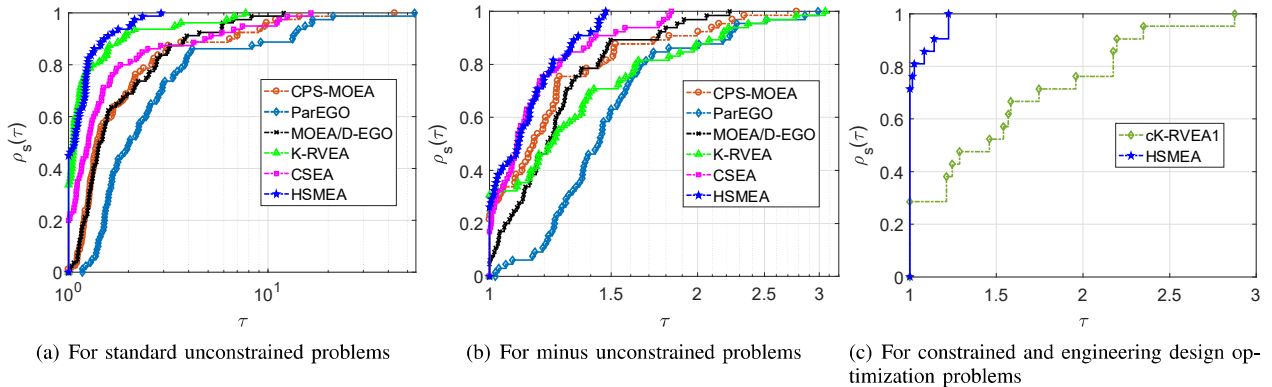 1
0.8
0.6
0.4
0.2
0
ρs(τ)
10^0
10^1
τ
CPS-MOEA
ParEGO
MOEA/D-EGO
K-RVEA
CSEA
HSMEA
(a) For standard unconstrained problems
1
0.8
0.6
0.4
0.2
0
ρs(τ)
1
1.5
2
2.5
3
τ
CPS-MOEA
ParEGO
MOEA/D-EGO
K-RVEA
CSEA
HSMEA
(b) For minus unconstrained problems
1
0.8
0.6
0.4
0.2
0
ρs(τ)
1
1.5
2
2.5
3
τ
cK-RVEA1
HSMEA
(c) For constrained and engineering design op-
timization problems